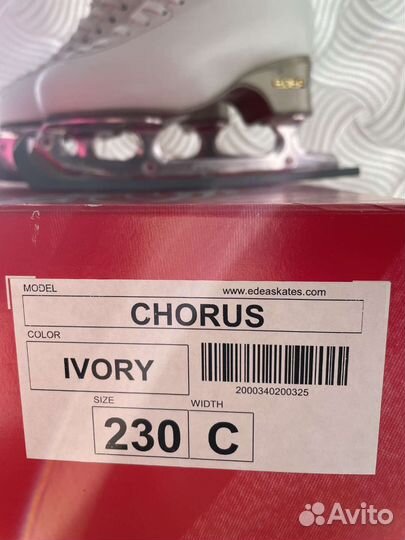 MODEL
www.edeaskates.com
CHORUS
COLOR
IVORY
2000340200325
SIZE WIDTH
230 C
Avito